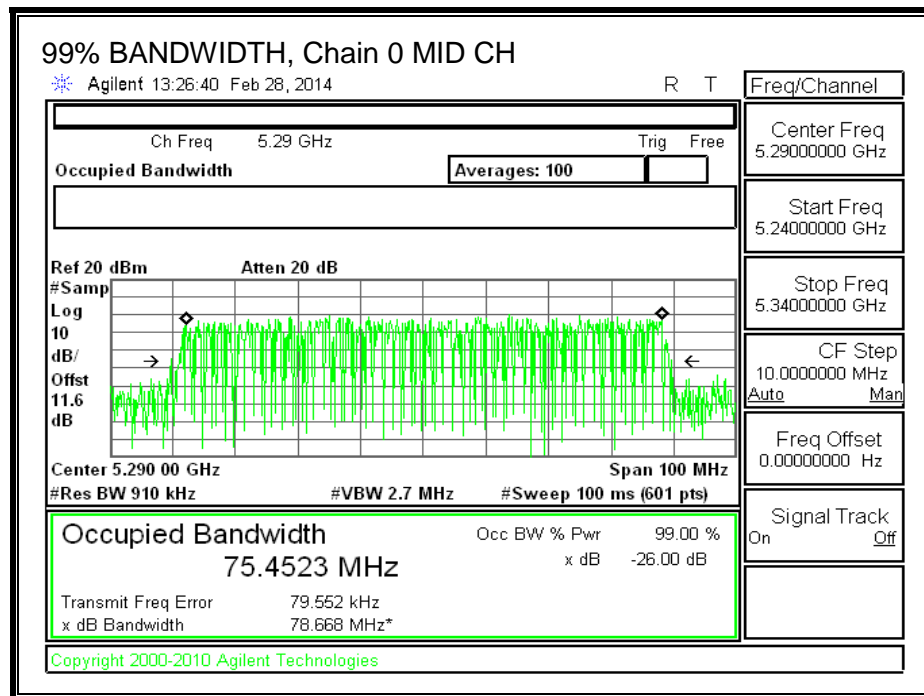 99% BANDWIDTH, Chain 0 MID CH
Agilent 13:26:40 Feb 28, 2014 R T
Freq/Channel
Ch Freq 5.29 GHz Trig Free
Occupied Bandwidth Averages: 100
Center Freq
5.29000000 GHz
Start Freq
5.24000000 GHz
Stop Freq
5.34000000 GHz
CF Step
10.0000000 MHz
Auto Man
Freq Offset
0.00000000 Hz
Signal Track
On Off
Ref 20 dBm Atten 20 dB
#Samp
Log
10
dB/
Offst
11.6
dB
Center 5.290 00 GHz Span 100 MHz
#Res BW 910 kHz #VBW 2.7 MHz #Sweep 100 ms (601 pts)
Occupied Bandwidth Occ BW % Pwr 99.00 %
75.4523 MHz x dB -26.00 dB
Transmit Freq Error 79.552 kHz
x dB Bandwidth 78.668 MHz*
Copyright 2000-2010 Agilent Technologies